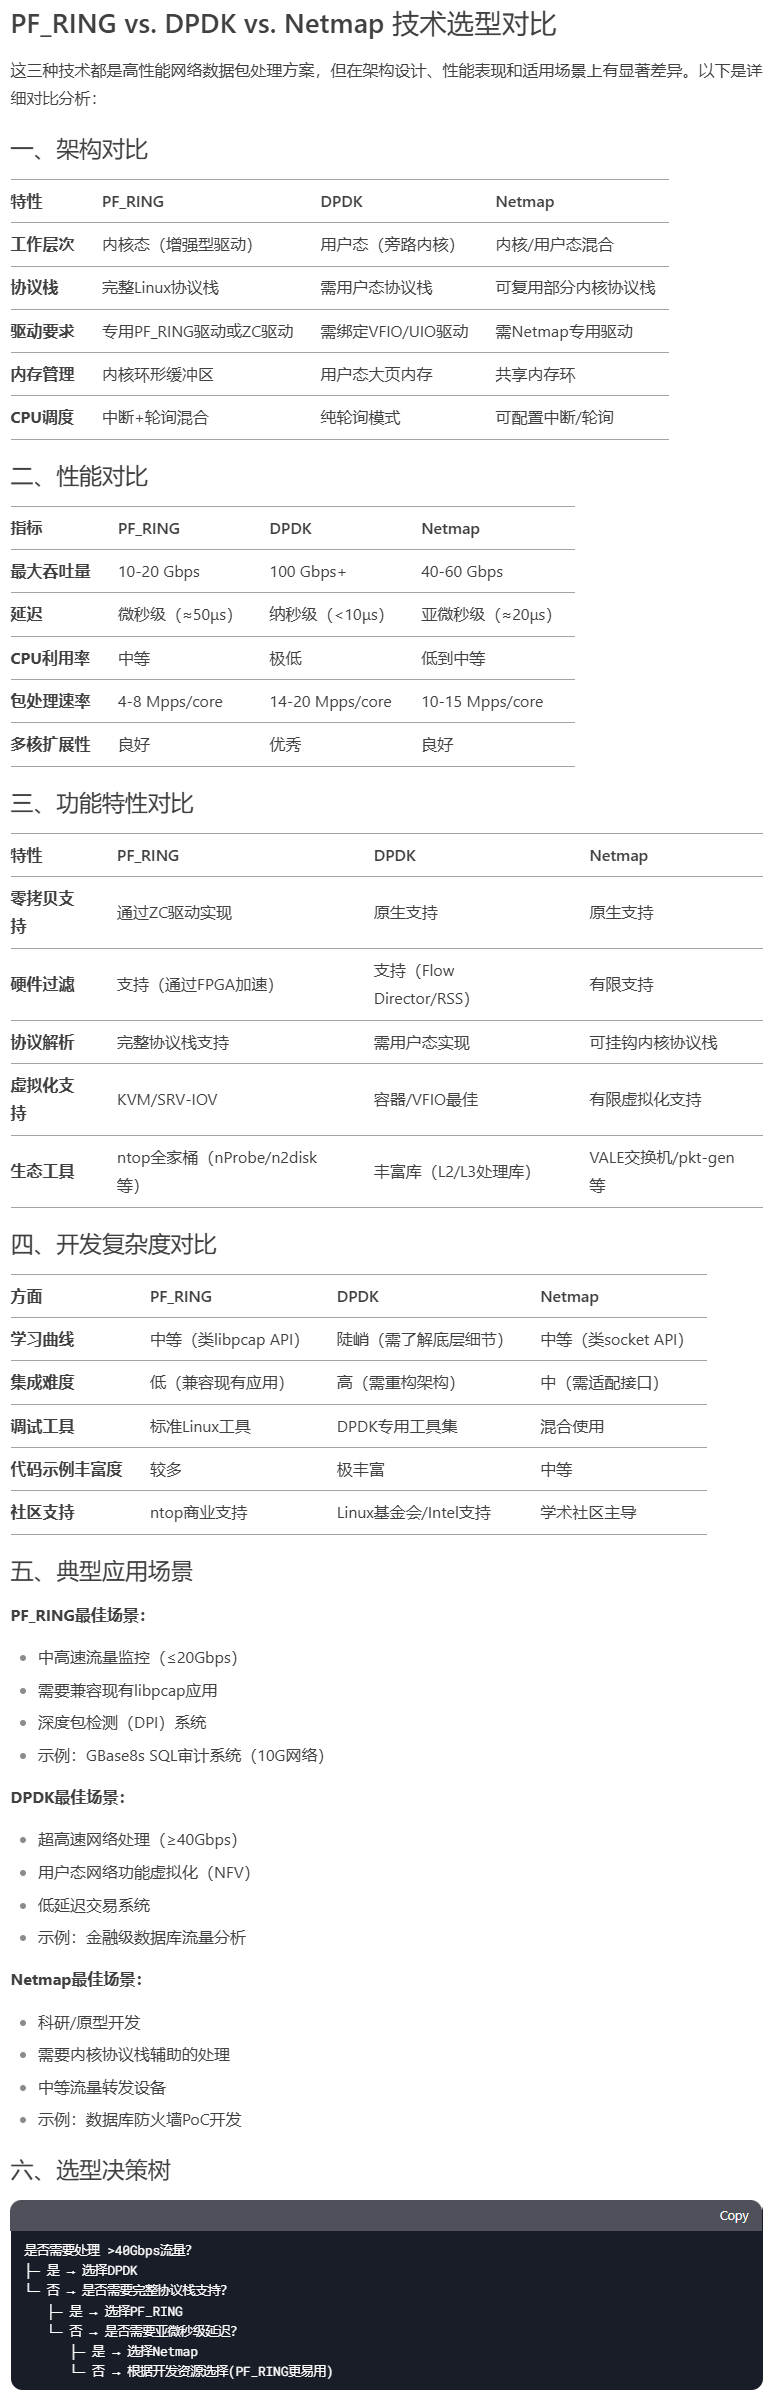 PF_RING vs. DPDK vs. Netmap 技术选型对比
这三种技术都是高性能网络数据包处理方案，但在架构设计、性能表现和适用场景上有显著差异。以下是详
细对比分析：
一、架构对比
特性 PF_RING DPDK Netmap
工作层次 内核态（增强型驱动） 用户态（旁路内核） 内核/用户态混合
协议栈 完整Linux协议栈 需用户态协议栈 可复用部分内核协议栈
驱动要求 专用PF_RING驱动或ZC驱动 需绑定VFIO/UIO驱动 需Netmap专用驱动
内存管理 内核环形缓冲区 用户态大页内存 共享内存环
CPU调度 中断+轮询混合 纯轮询模式 可配置中断/轮询
二、性能对比
指标 PF_RING DPDK Netmap
最大吞吐量 10-20 Gbps 100 Gbps+ 40-60 Gbps
延迟 微秒级（≈50μs） 纳秒级（<10μs） 亚微秒级（≈20μs）
CPU利用率 中等 极低 低到中等
包处理速率 4-8 Mpps/core 14-20 Mpps/core 10-15 Mpps/core
多核扩展性 良好 优秀 良好
三、功能特性对比
特性 PF_RING DPDK Netmap
零拷贝支
持
通过ZC驱动实现 原生支持 原生支持
硬件过滤 支持（通过FPGA加速）
支持（Flow
Director/RSS）
有限支持
协议解析 完整协议栈支持 需用户态实现 可挂钩内核协议栈
虚拟化支
持
KVM/SRV-IOV 容器/VFIO最佳 有限虚拟化支持
生态工具
ntop全家桶（nProbe/n2disk
等）
丰富库（L2/L3处理库）
VALE交换机/pkt-gen
等
四、开发复杂度对比
方面 PF_RING DPDK Netmap
学习曲线 中等（类libpcap API） 陡峭（需了解底层细节） 中等（类socket API）
集成难度 低（兼容现有应用） 高（需重构架构） 中（需适配接口）
调试工具 标准Linux工具 DPDK专用工具集 混合使用
代码示例丰富度 较多 极丰富 中等
社区支持 ntop商业支持 Linux基金会/Intel支持 学术社区主导
五、典型应用场景
PF_RING最佳场景：
• 中高速流量监控（≤20Gbps）
• 需要兼容现有libpcap应用
• 深度包检测（DPI）系统
• 示例：GBase8s SQL审计系统（10G网络）
DPDK最佳场景：
• 超高速网络处理（≥40Gbps）
• 用户态网络功能虚拟化（NFV）
• 低延迟交易系统
• 示例：金融级数据库流量分析
Netmap最佳场景：
• 科研/原型开发
• 需要内核协议栈辅助的处理
• 中等流量转发设备
• 示例：数据库防火墙PoC开发
六、选型决策树
Copy
是否需要处理 >40Gbps流量?
├─ 是 → 选择DPDK
└─ 否 → 是否需要完整协议栈支持?
├─ 是 → 选择PF_RING
└─ 否 → 是否需要亚微秒级延迟?
├─ 是 → 选择Netmap
└─ 否 → 根据开发资源选择(PF_RING更易用)